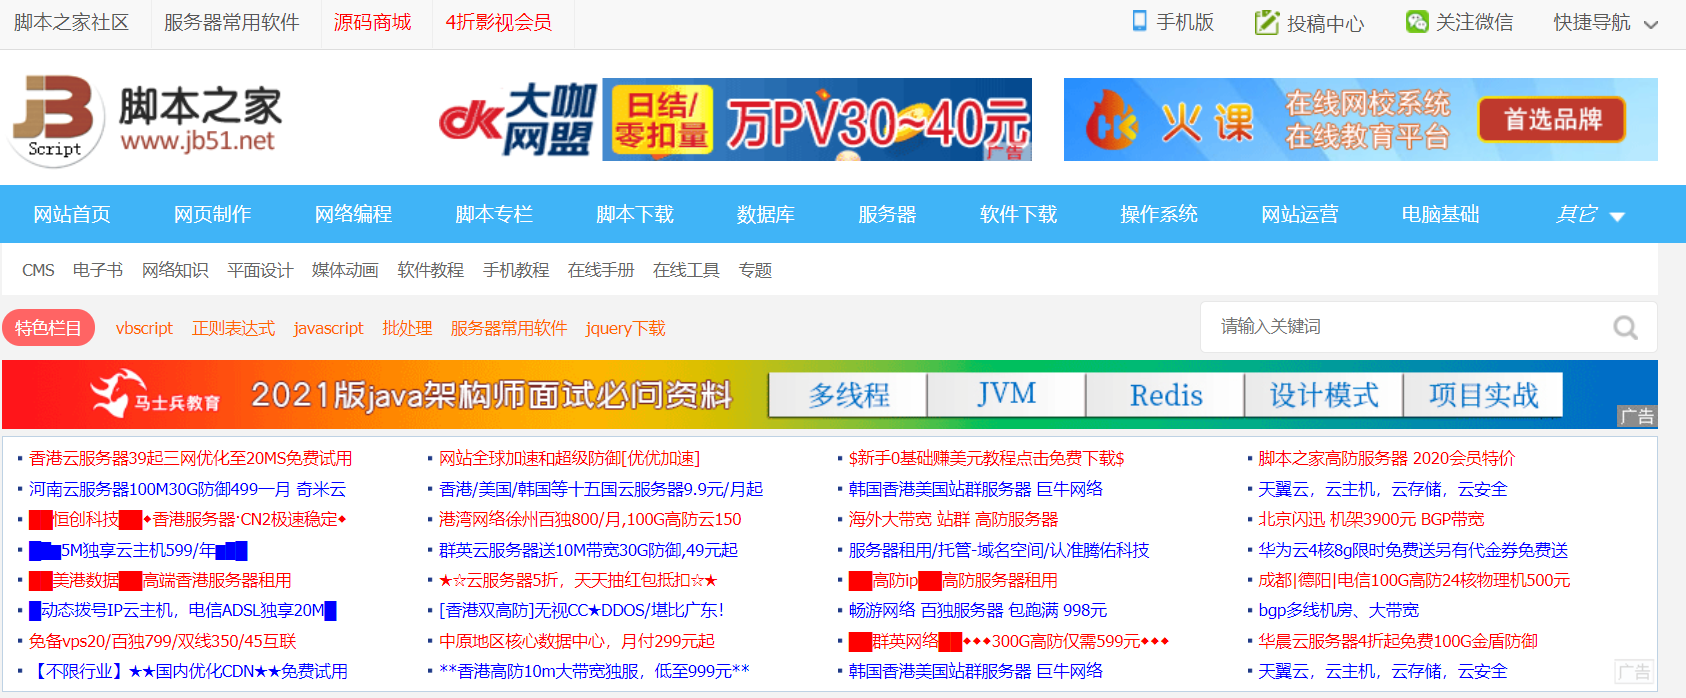 脚本之家社区 服务器常用软件 源码商城 4折影视会员 手机版 投稿中心 关注微信 快捷导航
JB Script 脚本之家
www.jb51.net
dk 大咖网盟 日结/零扣量 万PV30~40元 广告
火课 在线网校系统 在线教育平台 首选品牌
网站首页 网页制作 网络编程 脚本专栏 脚本下载 数据库 服务器 软件下载 操作系统 网站运营 电脑基础 其它
CMS 电子书 网络知识 平面设计 媒体动画 软件教程 手机教程 在线手册 在线工具 专题
特色栏目 vbscript 正则表达式 javascript 批处理 服务器常用软件 jquery下载 请输入关键词
马士兵教育 2021版java架构师面试必问资料 多线程 JVM Redis 设计模式 项目实战 广告
香港云服务器39起三网优化至20MS免费试用 网站全球加速和超级防御[优优加速] $新手0基础赚美元教程点击免费下载$ 脚本之家高防服务器 2020会员特价
河南云服务器100M30G防御499一月 奇米云 香港/美国/韩国等十五国云服务器9.9元/月起 韩国香港美国站群服务器 巨牛网络 天翼云，云主机，云存储，云安全
██恒创科技██◆香港服务器·CN2极速稳定◆ 港湾网络徐州百独800/月,100G高防云150 海外大带宽 站群 高防服务器 北京闪迅 机架3900元 BGP带宽
██▆5M独享云主机599/年▆██ 群英云服务器送10M带宽30G防御,49元起 服务器租用/托管-域名空间/认准腾佑科技 华为云4核8g限时免费送另有代金券免费送
██美港数据██高端香港服务器租用 ★☆云服务器5折，天天抽红包抵扣☆★ ██高防ip██高防服务器租用 成都|德阳|电信100G高防24核物理机500元
█动态拨号IP云主机，电信ADSL独享20M█ [香港双高防]无视CC★DDOS/堪比广东！ 畅游网络 百独服务器 包跑满 998元 bgp多线机房、大带宽
免备vps20/百独799/双线350/45互联 中原地区核心数据中心，月付299元起 ██群英网络██◆◆◆300G高防仅需599元◆◆◆ 华晨云服务器4折起免费100G金盾防御
【不限行业】★★国内优化CDN★★免费试用 **香港高防10m大带宽独服，低至999元** 韩国香港美国站群服务器 巨牛网络 天翼云，云主机，云存储，云安全
广告